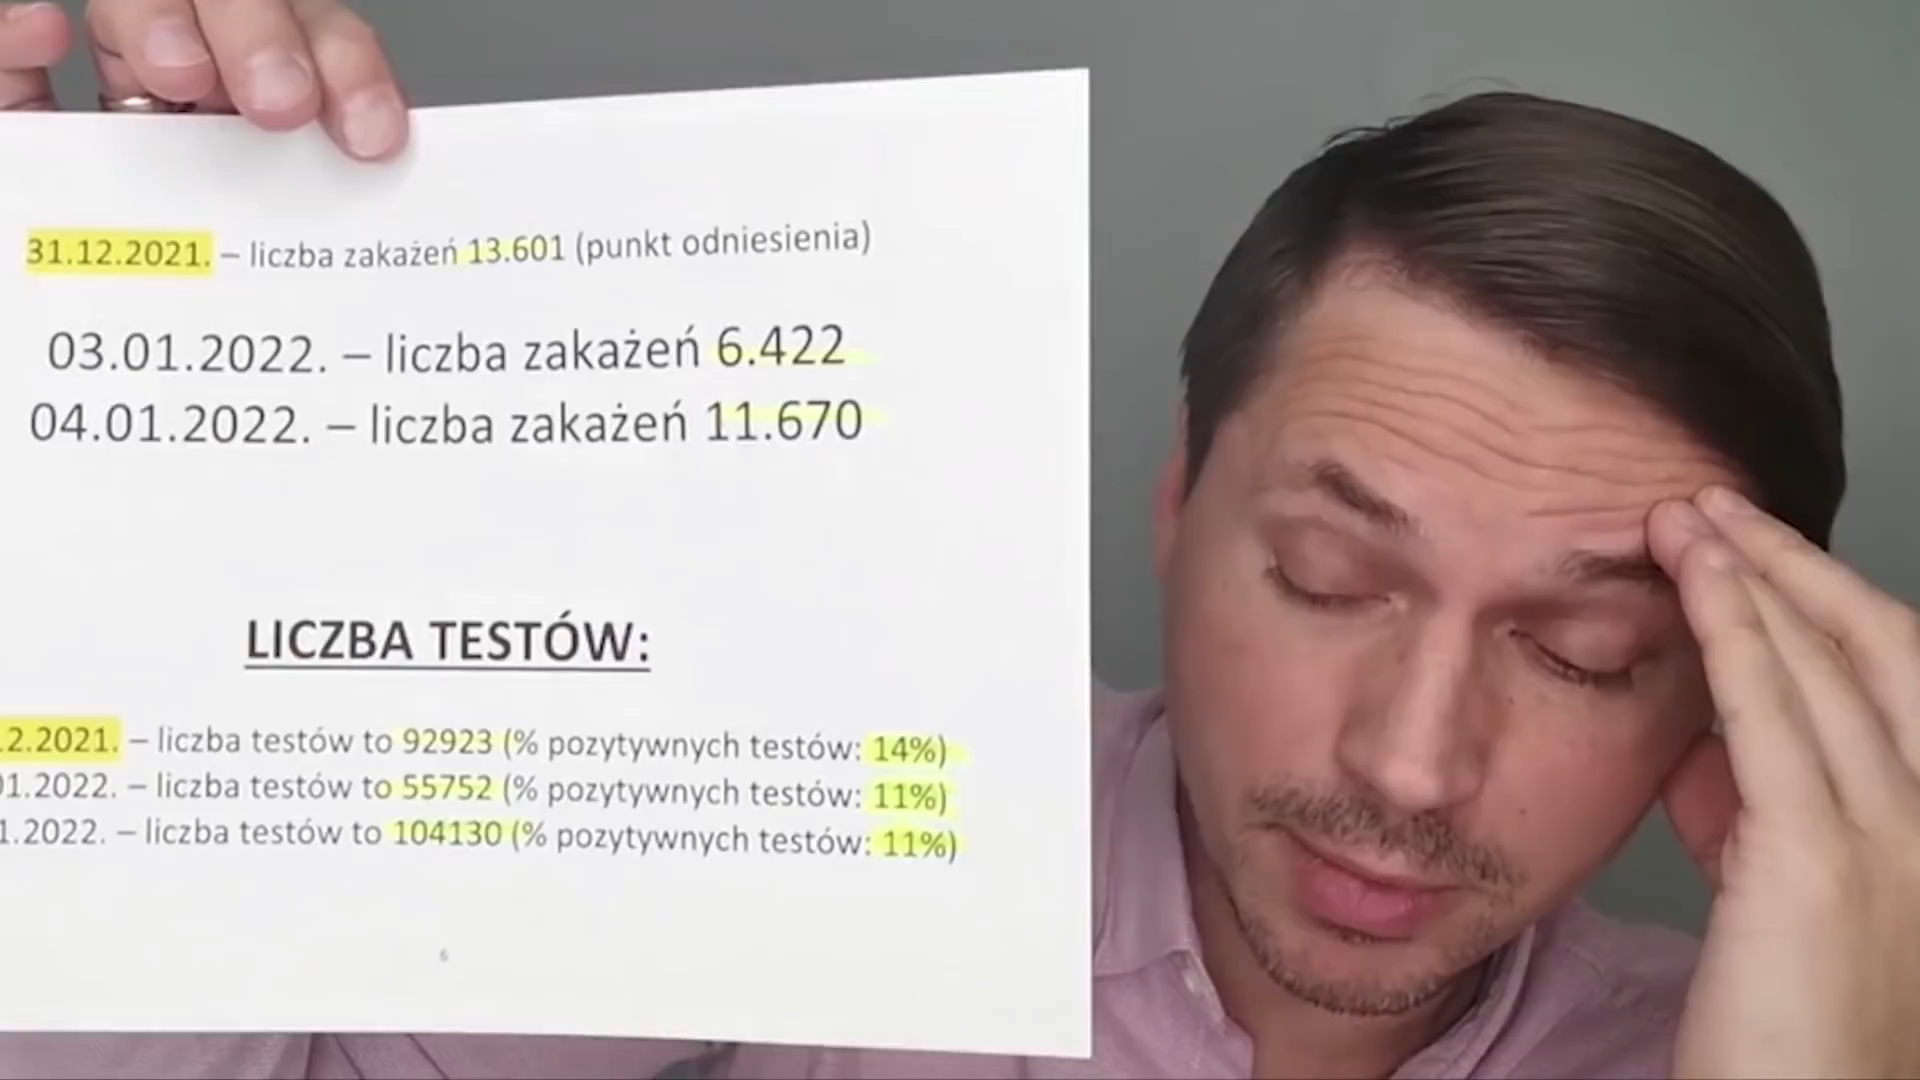 31.12.2021. – liczba zakażeń 13.601 (punkt odniesienia)
03.01.2022. – liczba zakażeń 6.422
04.01.2022. – liczba zakażeń 11.670
LICZBA TESTÓW:
2.2021. – liczba testów to 92923 (% pozytywnych testów: 14%)
01.2022. – liczba testów to 55752 (% pozytywnych testów: 11%)
1.2022. – liczba testów to 104130 (% pozytywnych testów: 11%)
6